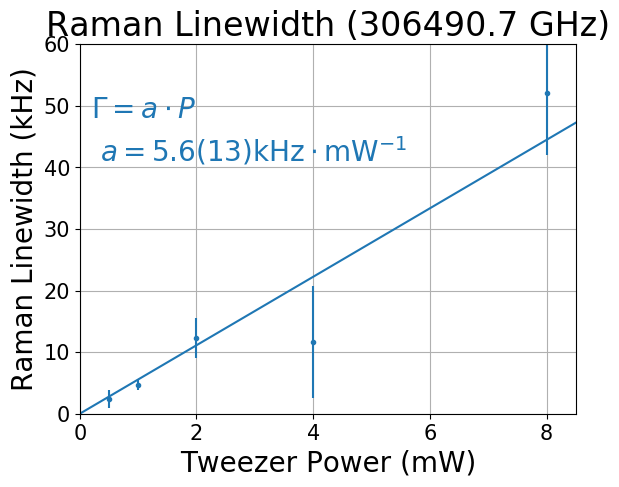 Raman Linewidth (306490.7 GHz)
60
50
40
30
20
10
0
Raman Linewidth (kHz)
Γ = a · P
a = 5.6(13)kHz · mW⁻¹
0 2 4 6 8
Tweezer Power (mW)